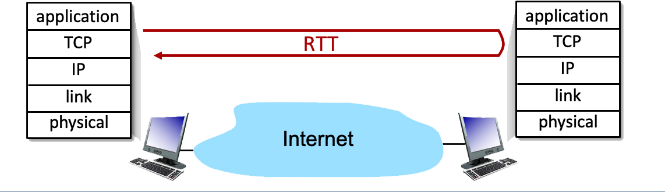 application
TCP
IP
link
physical
RTT
Internet
application
TCP
IP
link
physical